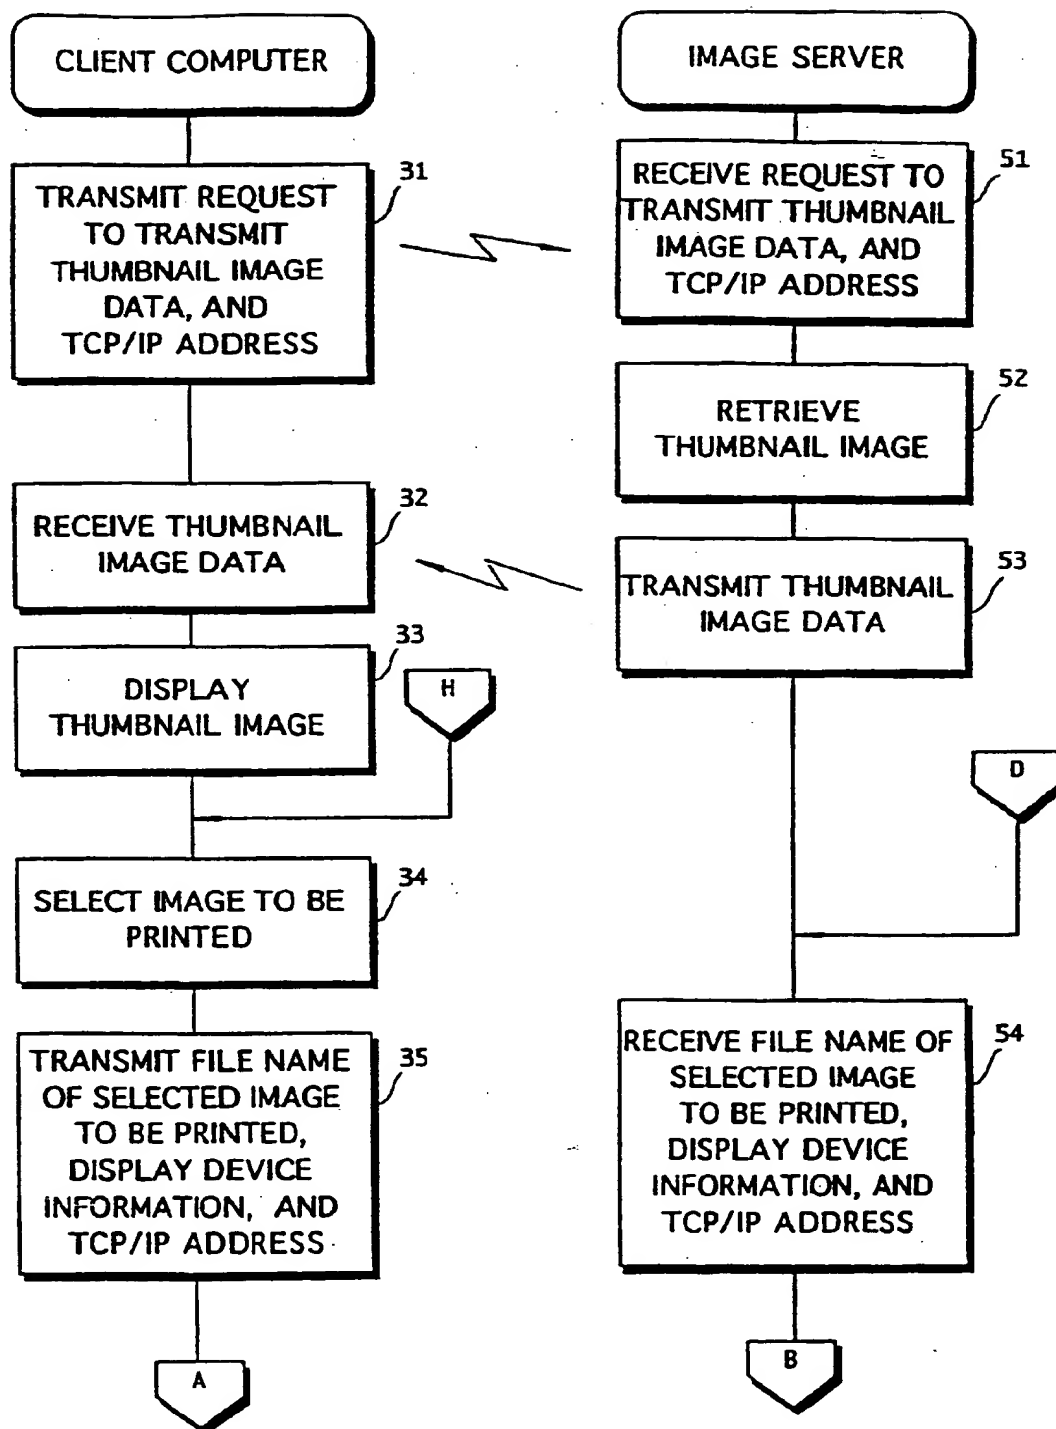 CLIENT COMPUTER
TRANSMIT REQUEST
TO TRANSMIT
THUMBNAIL IMAGE
DATA, AND
TCP/IP ADDRESS
31
RECEIVE THUMBNAIL
IMAGE DATA
32
DISPLAY
THUMBNAIL IMAGE
33
H
SELECT IMAGE TO BE
PRINTED
34
TRANSMIT FILE NAME
OF SELECTED IMAGE
TO BE PRINTED,
DISPLAY DEVICE
INFORMATION, AND
TCP/IP ADDRESS
35
A
IMAGE SERVER
RECEIVE REQUEST TO
TRANSMIT THUMBNAIL
IMAGE DATA, AND
TCP/IP ADDRESS
51
RETRIEVE
THUMBNAIL IMAGE
52
TRANSMIT THUMBNAIL
IMAGE DATA
53
D
RECEIVE FILE NAME OF
SELECTED IMAGE
TO BE PRINTED,
DISPLAY DEVICE
INFORMATION, AND
TCP/IP ADDRESS
54
B